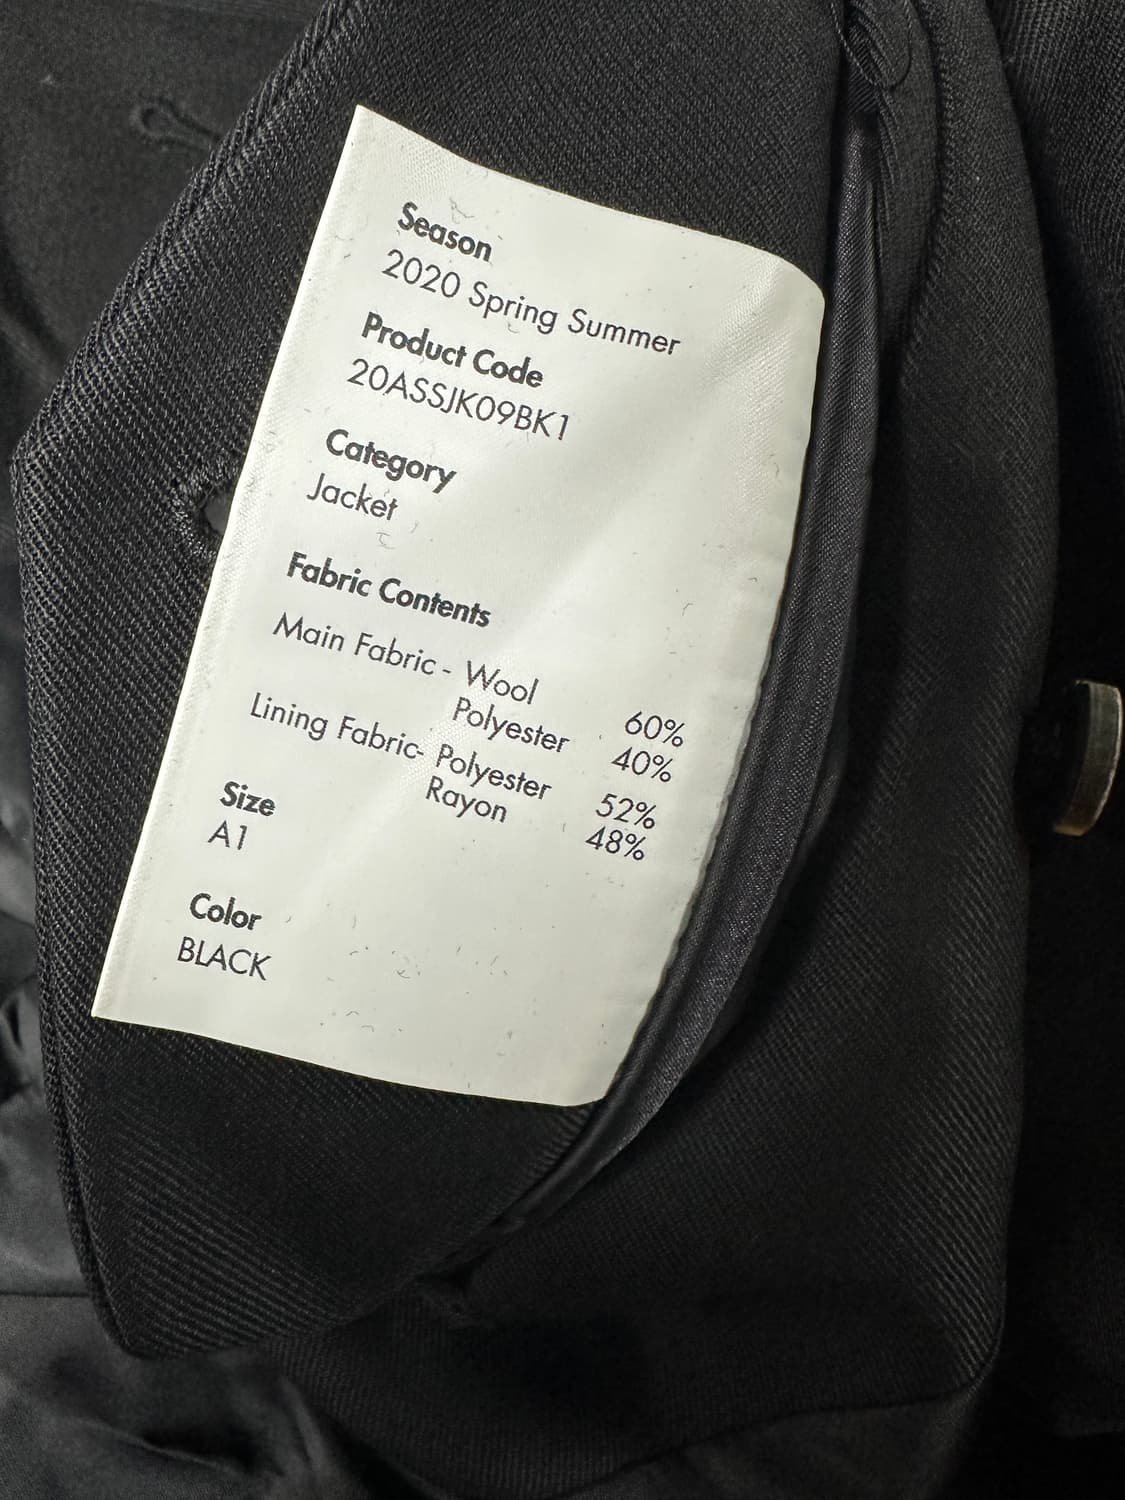 Season
2020 Spring Summer
Product Code
20ASSJK09BK1
Category
Jacket
Fabric Contents
Main Fabric - Wool 60%
Polyester 40%
Lining Fabric- Polyester 52%
Rayon 48%
Size
A1
Color
BLACK